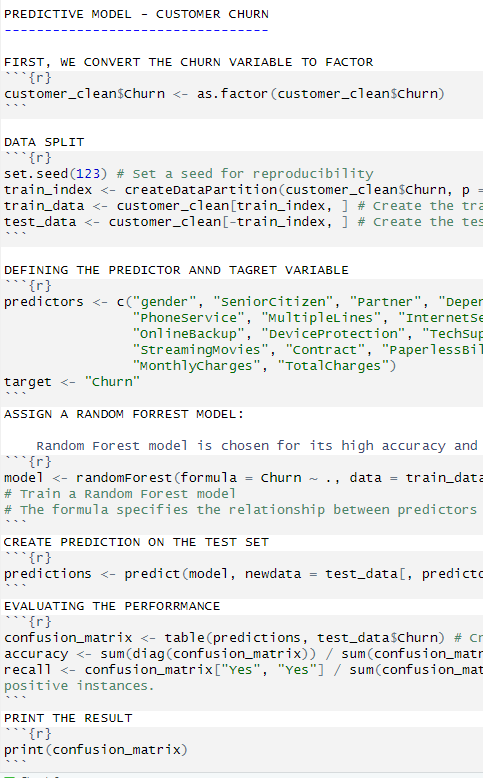 PREDICTIVE MODEL - CUSTOMER CHURN
---------------------------------
FIRST, WE CONVERT THE CHURN VARIABLE TO FACTOR
```{r}
customer_clean$Churn <- as.factor(customer_clean$Churn)
```
DATA SPLIT
```{r}
set.seed(123) # Set a seed for reproducibility
train_index <- createDataPartition(customer_clean$Churn, p =
train_data <- customer_clean[train_index, ] # Create the tra
test_data <- customer_clean[-train_index, ] # Create the tes
```
DEFINING THE PREDICTOR ANND TAGRET VARIABLE
```{r}
predictors <- c("gender", "SeniorCitizen", "Partner", "Depen
"PhoneService", "MultipleLines", "InternetSe
"OnlineBackup", "DeviceProtection", "TechSup
"StreamingMovies", "Contract", "PaperlessBil
"MonthlyCharges", "TotalCharges")
target <- "Churn"
```
ASSIGN A RANDOM FORREST MODEL:
Random Forest model is chosen for its high accuracy and
```{r}
model <- randomForest(formula = Churn ~ ., data = train_data
# Train a Random Forest model
# The formula specifies the relationship between predictors
```
CREATE PREDICTION ON THE TEST SET
```{r}
predictions <- predict(model, newdata = test_data[, predicto
```
EVALUATING THE PERFORRMANCE
```{r}
confusion_matrix <- table(predictions, test_data$Churn) # Cr
accuracy <- sum(diag(confusion_matrix)) / sum(confusion_matr
recall <- confusion_matrix["Yes", "Yes"] / sum(confusion_mat
positive instances.
```
PRINT THE RESULT
```{r}
print(confusion_matrix)
```